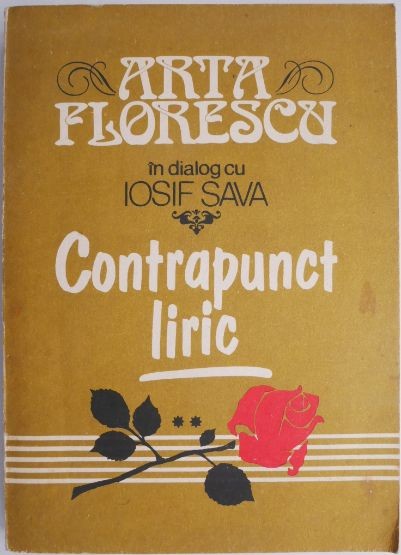 ARTA
FLORESCU
în dialog cu
IOSIF SAVA
Contrapunct
liric
**